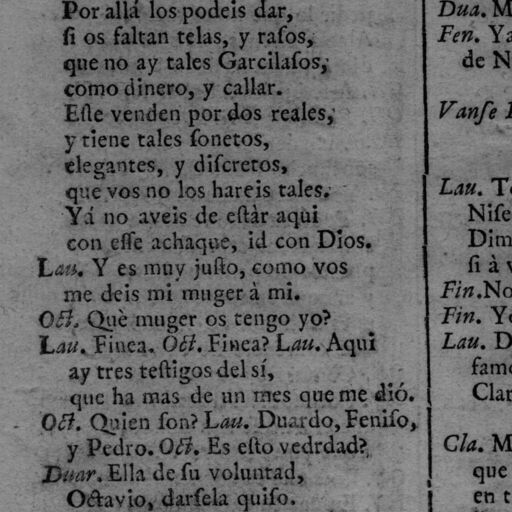 Por allá los podeis dar,
ſi os faltan telas, y raſos,
que no ay tales Garcilaſos,
como dinero, y callar.
Eſte venden por dos reales,
y tiene tales ſonetos,
elegantes, y diſcretos,
que vos no los hareis tales.
Yá no aveis de eſtàr aqui
con eſſe achaque, id con Dios.
Lau. Y es muy juſto, como vos
me deis mi muger à mi.
Oct. Què muger os tengo yo?
Lau. Finea. Oct. Finea? Lau. Aqui
ay tres teſtigos del sí,
que ha mas de un mes que me dió.
Oct. Quien ſon? Lau. Duardo, Feniſo,
y Pedro. Oct. Es eſto vedrdad?
Duar. Ella de ſu voluntad,
Octavio, darſela quiſo.
Dua. M
Fen. Ya
de N
Vanſe
Lau. T
Niſe
Dim
ſi à v
Fin. No
Fin. Y
Lau. D
famo
Clar
Cla. M
que
en t